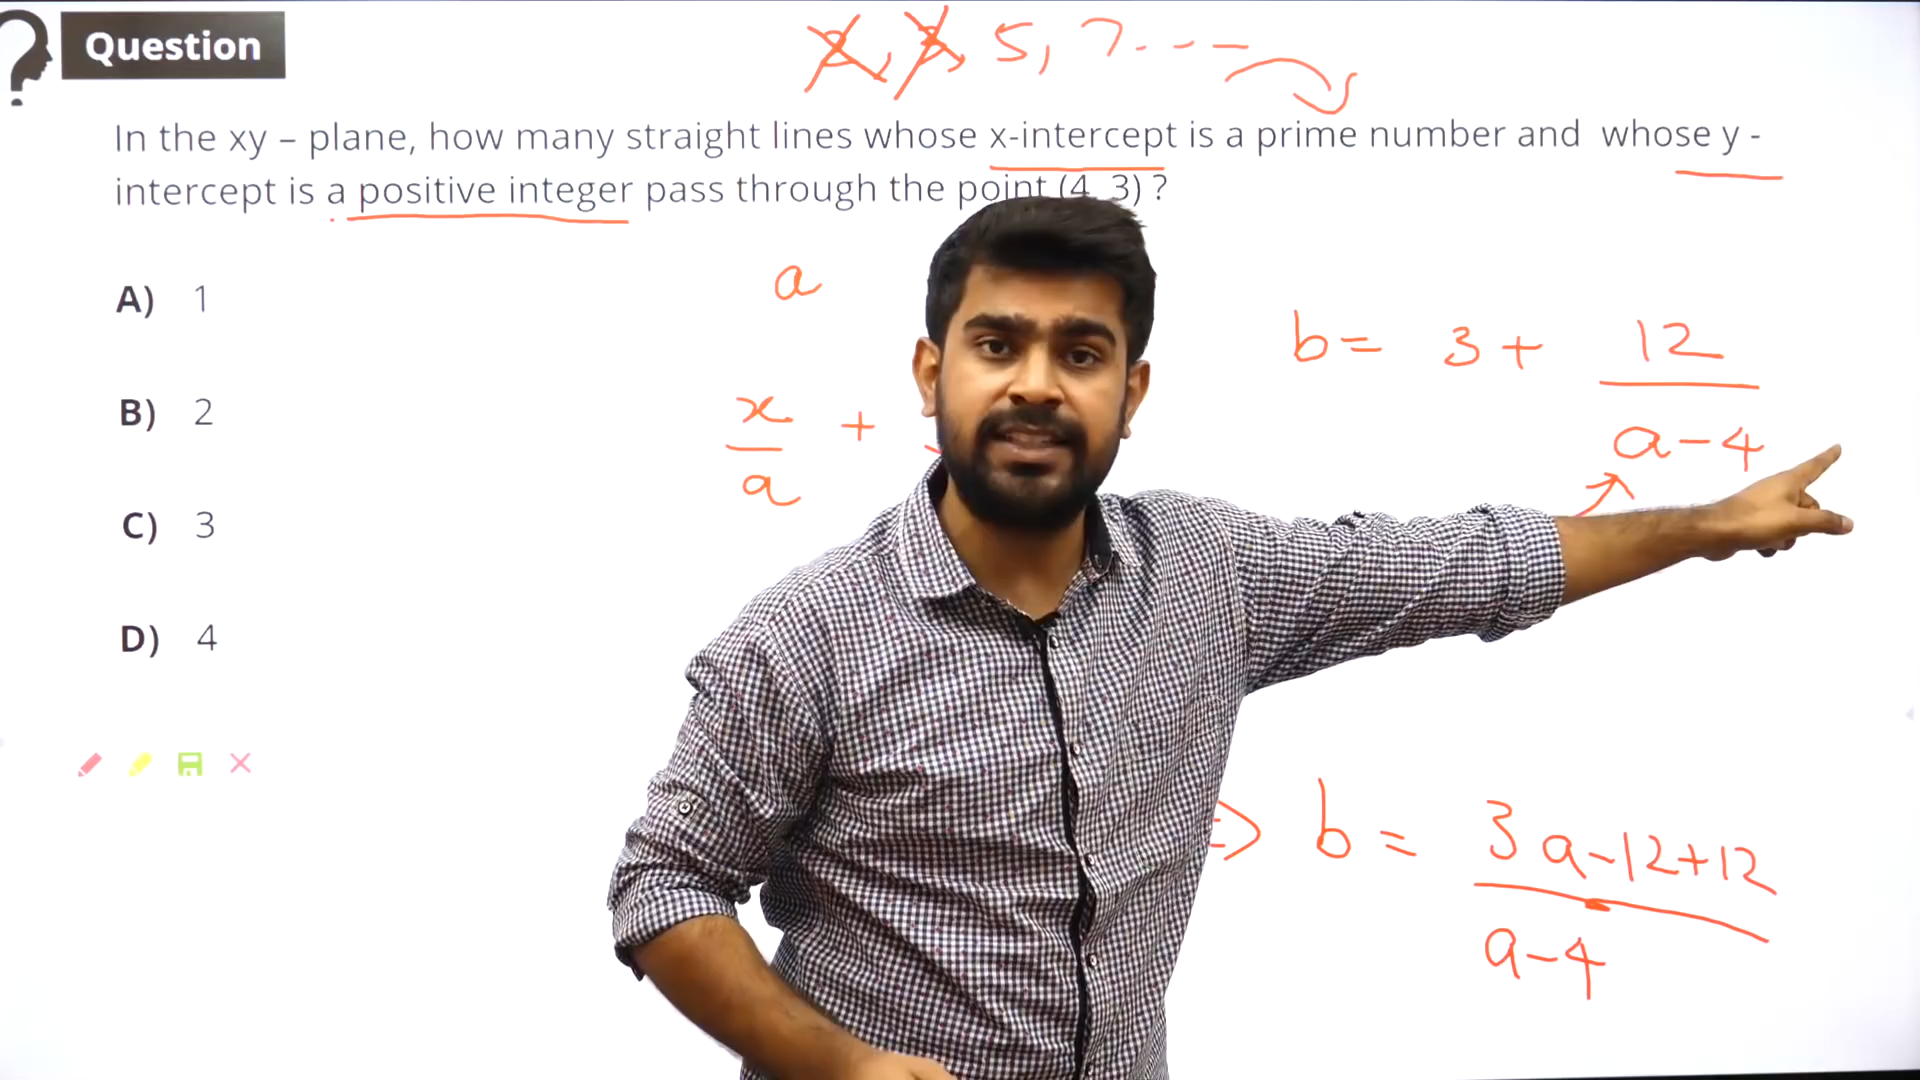 ?
Question
2, 3, 5, 7 - - -
In the xy – plane, how many straight lines whose x-intercept is a prime number and whose y -
intercept is a positive integer pass through the point (4, 3) ?
A) 1
B) 2
C) 3
D) 4
a
x
+
a
b = 3 + 12
a - 4
⇒ b = 3a - 12 + 12
a - 4